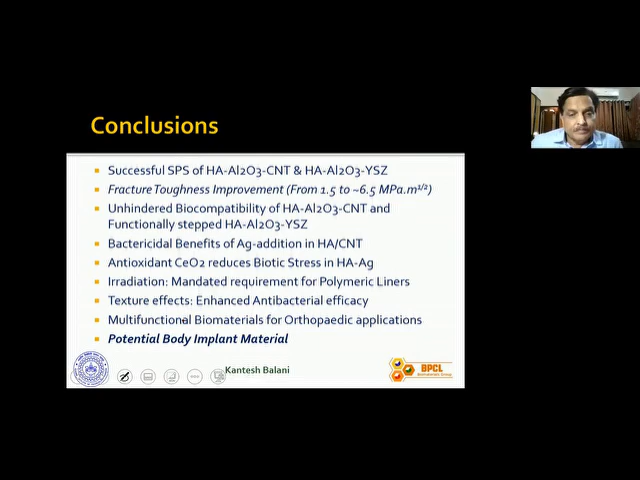 Conclusions
Successful SPS of HA-Al2O3-CNT & HA-Al2O3-YSZ
Fracture Toughness Improvement (From 1.5 to ~6.5 MPa.m1/2)
Unhindered Biocompatibility of HA-Al2O3-CNT and
Functionally stepped HA-Al2O3-YSZ
Bactericidal Benefits of Ag-addition in HA/CNT
Antioxidant CeO2 reduces Biotic Stress in HA-Ag
Irradiation: Mandated requirement for Polymeric Liners
Texture effects: Enhanced Antibacterial efficacy
Multifunctional Biomaterials for Orthopaedic applications
Potential Body Implant Material
Kantesh Balani
BPCL